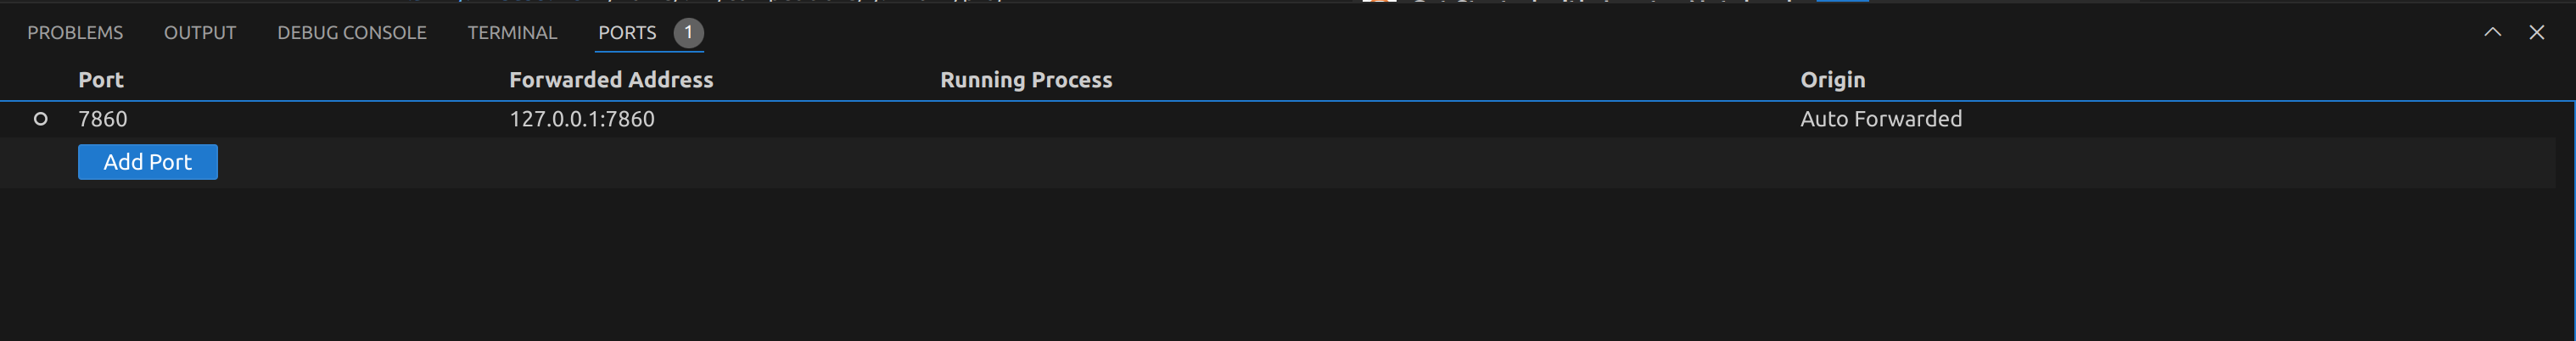 PROBLEMS OUTPUT DEBUG CONSOLE TERMINAL PORTS 1
Port Forwarded Address Running Process Origin
7860 127.0.0.1:7860 Auto Forwarded
Add Port